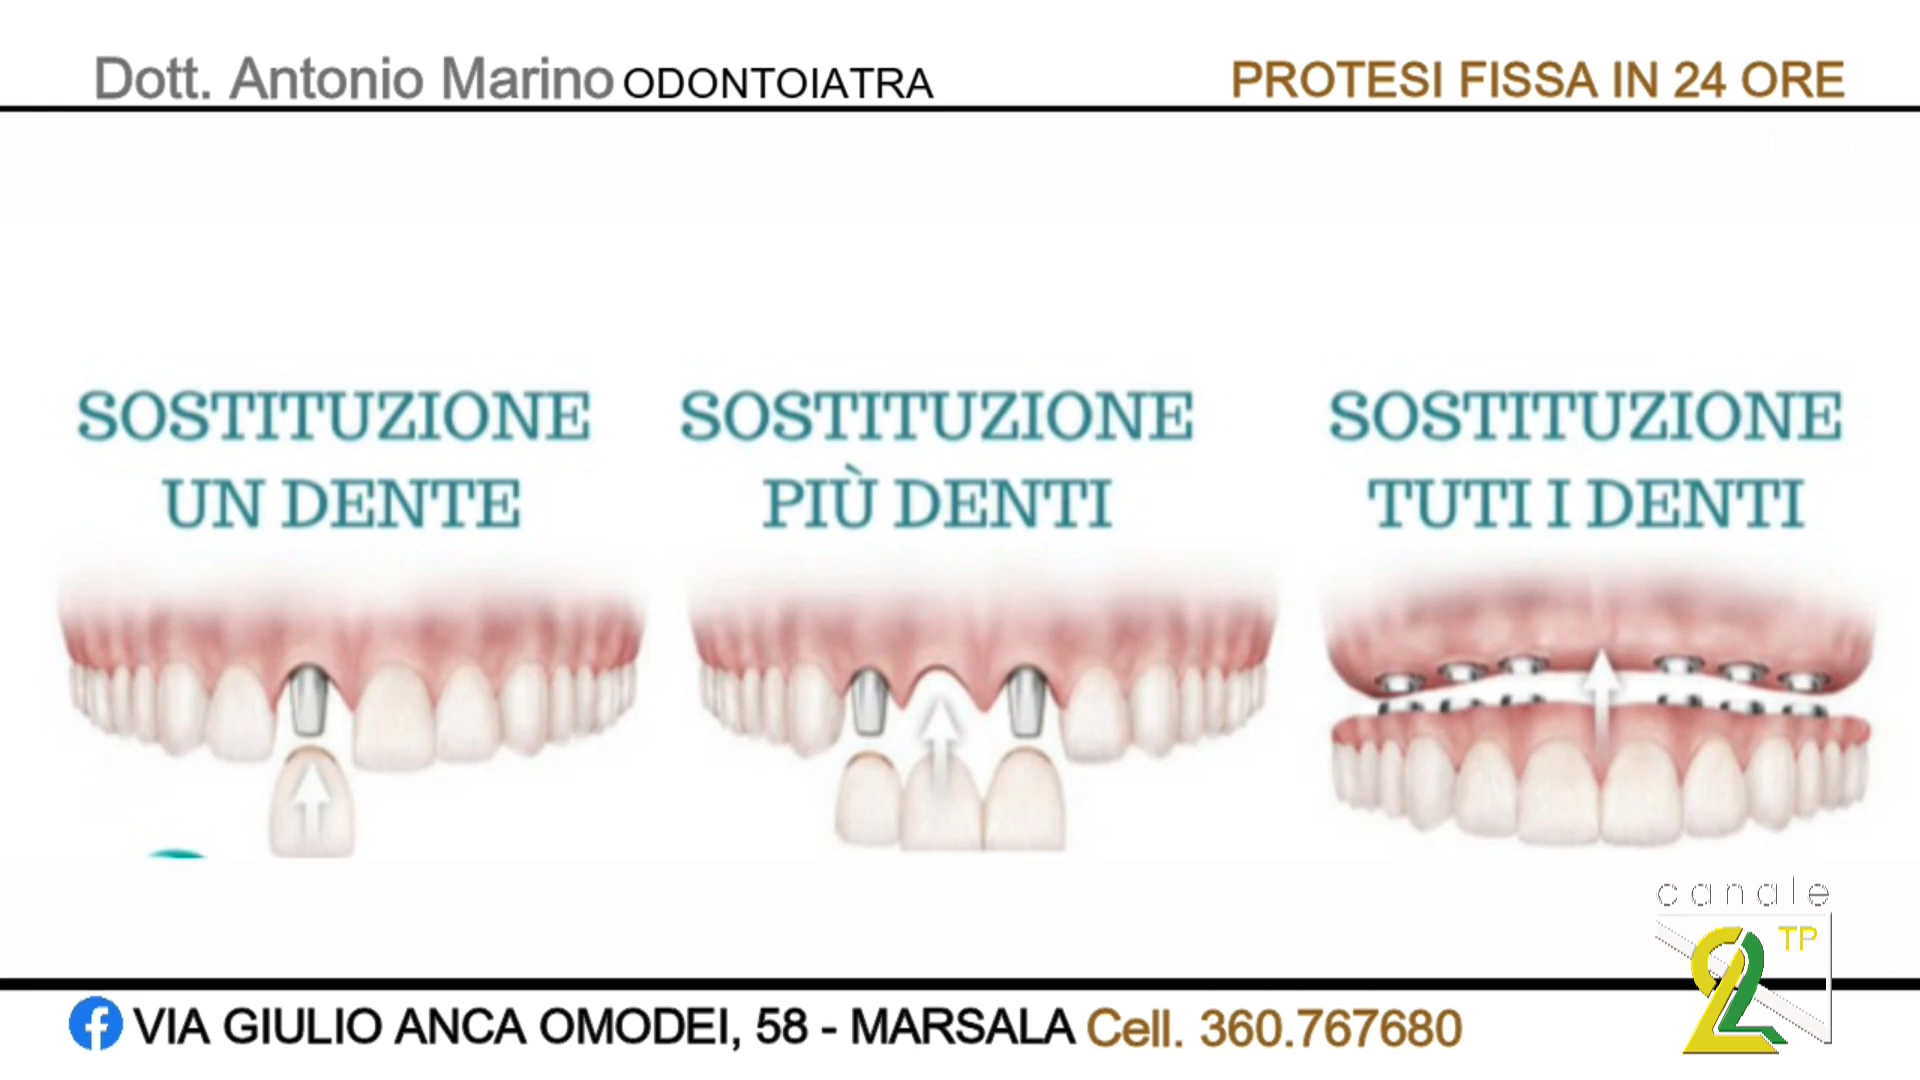 Dott. Antonio Marino ODONTOIATRA
PROTESI FISSA IN 24 ORE
SOSTITUZIONE
UN DENTE
SOSTITUZIONE
PIÙ DENTI
SOSTITUZIONE
TUTI I DENTI
canale
22 TP
VIA GIULIO ANCA OMODEI, 58 - MARSALA Cell. 360.767680